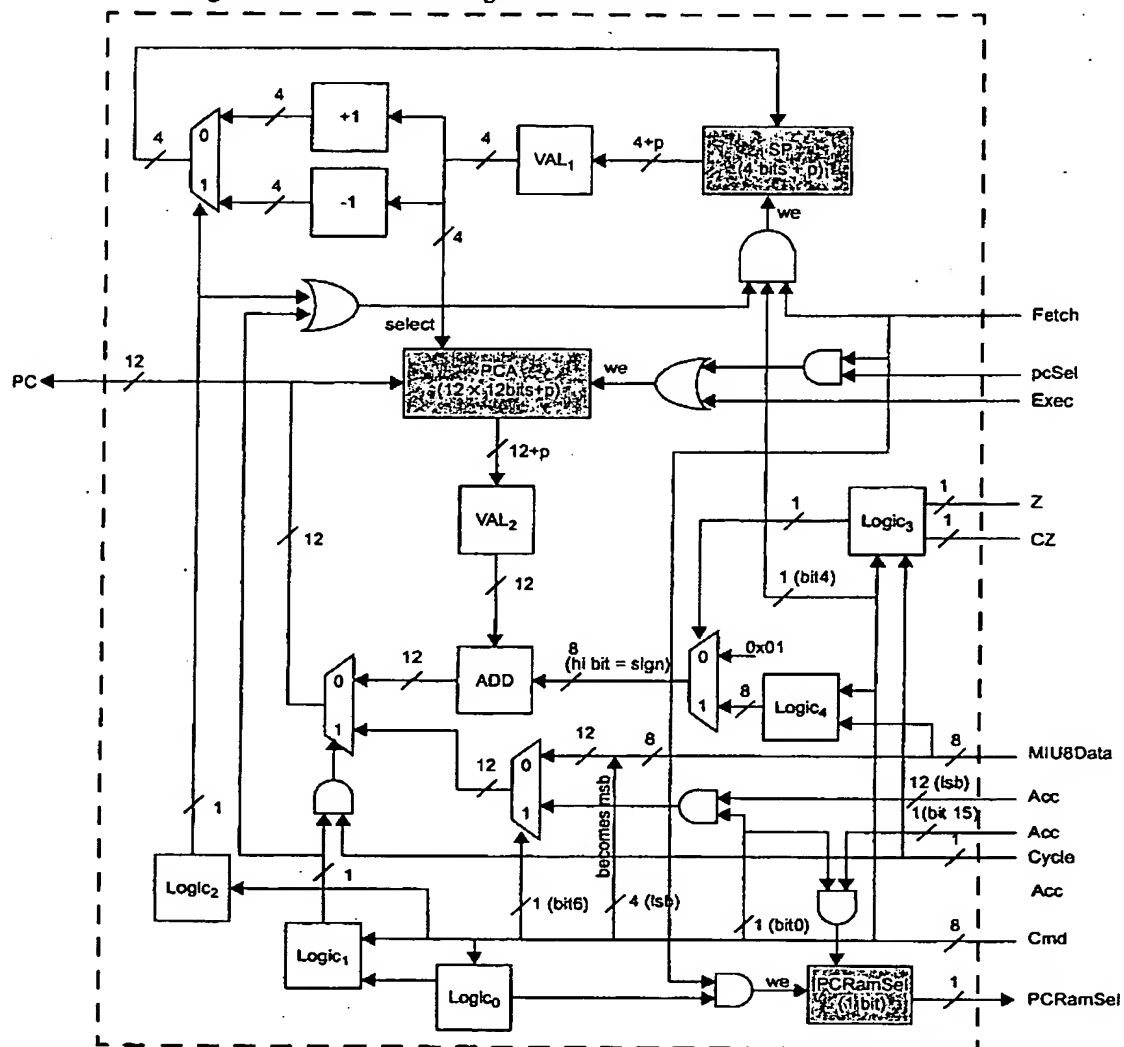 4
+1
4
0
1
4
-1
4
VAL1
4+p
SP
(4 bits + p)
we
4
Fetch
select
12
PC
PCA
(12 × 12bits+p)
we
pcSel
Exec
12+p
VAL2
1
Logic3
1
Z
1
CZ
12
12
1 (bit4)
0
0x01
8
(hi bit = sign)
12
ADD
0
1
8
Logic4
1
12
8
8
MIU8Data
12
0
1
12 (lsb)
Acc
becomes msb
1(bit 15)
Acc
1
1
Cycle
Logic2
1
Acc
1 (bit6)
4 (lsb)
1 (bit0)
Logic1
8
Cmd
Logic0
we
PCRamSel
(1 bit)
1
PCRamSel